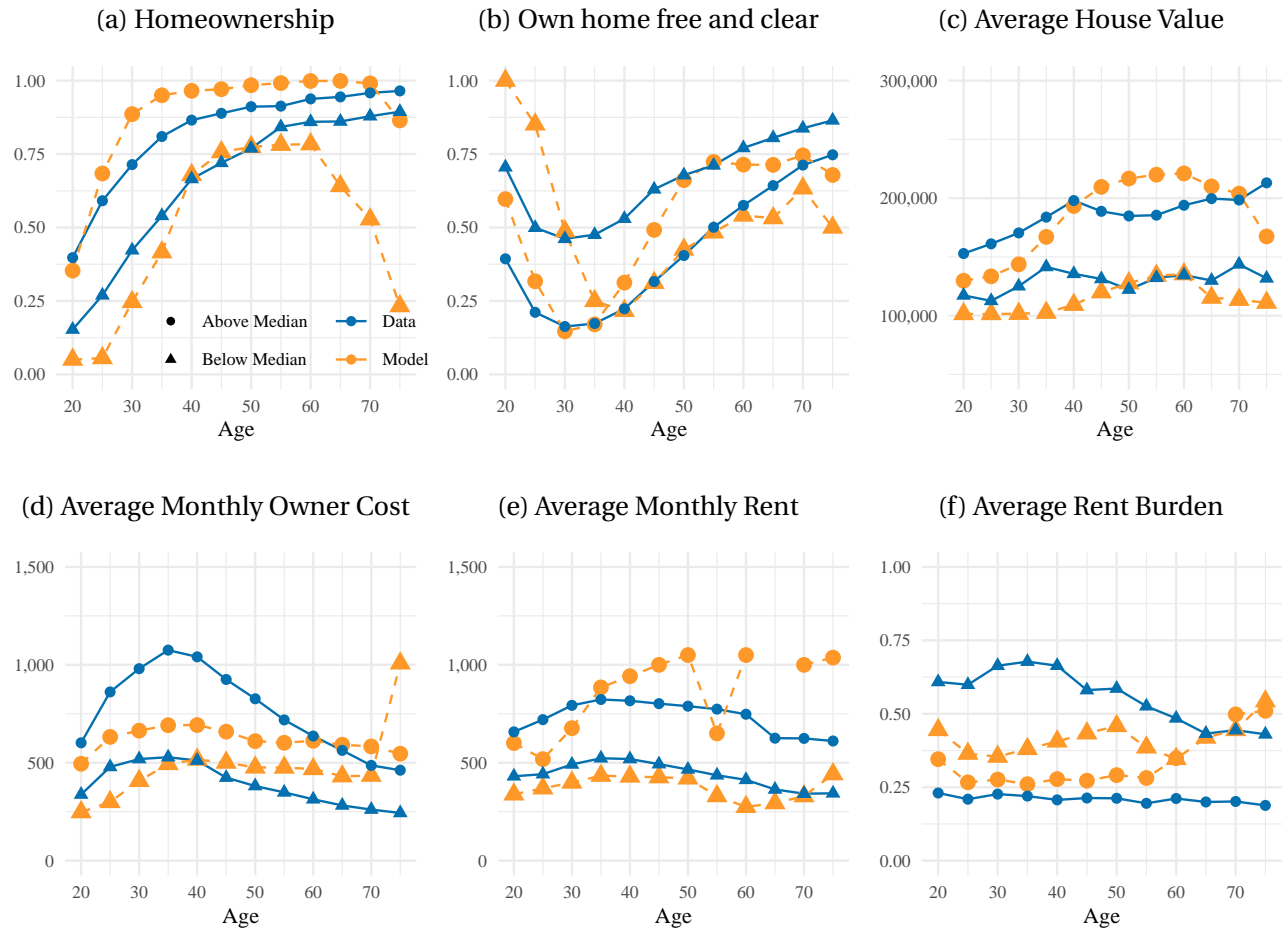 (a) Homeownership
1.00
0.75
0.50
0.25
0.00
Above Median
Data
Below Median
Model
20 30 40 50 60 70
Age
(b) Own home free and clear
1.00
0.75
0.50
0.25
0.00
20 30 40 50 60 70
Age
(c) Average House Value
300,000
200,000
100,000
20 30 40 50 60 70
Age
(d) Average Monthly Owner Cost
1,500
1,000
500
0
20 30 40 50 60 70
Age
(e) Average Monthly Rent
1,500
1,000
500
0
20 30 40 50 60 70
Age
(f) Average Rent Burden
1.00
0.75
0.50
0.25
0.00
20 30 40 50 60 70
Age